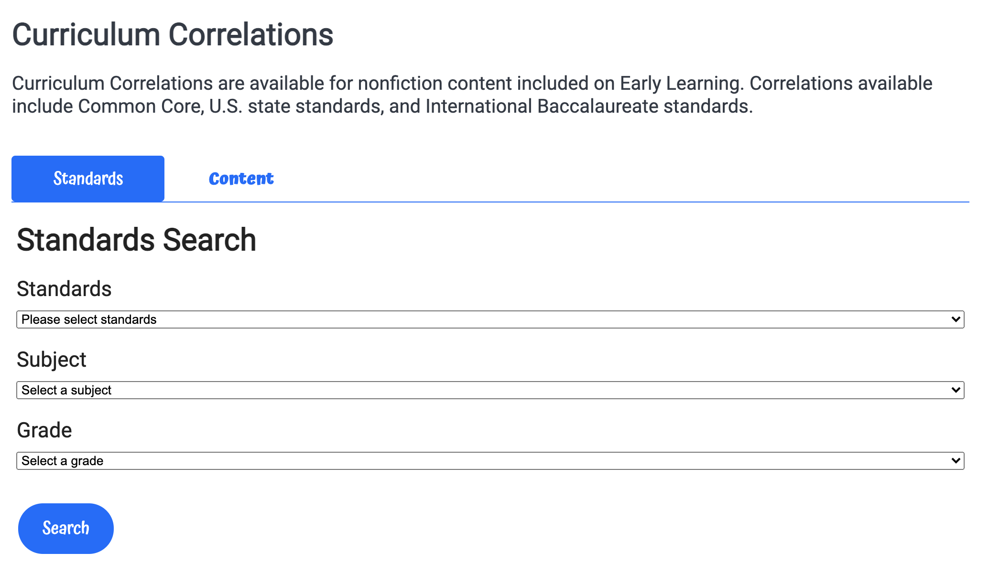 Curriculum Correlations
Curriculum Correlations are available for nonfiction content included on Early Learning. Correlations available
include Common Core, U.S. state standards, and International Baccalaureate standards.
Standards
Content
Standards Search
Standards
Please select standards
Subject
Select a subject
Grade
Select a grade
Search